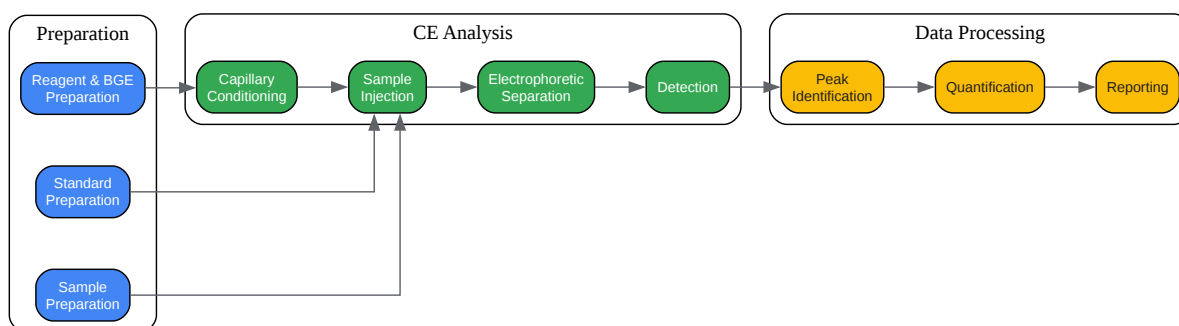 Preparation
Reagent & BGE
Preparation
Standard
Preparation
Sample
Preparation
CE Analysis
Capillary
Conditioning
Sample
Injection
Electrophoretic
Separation
Detection
Data Processing
Peak
Identification
Quantification
Reporting